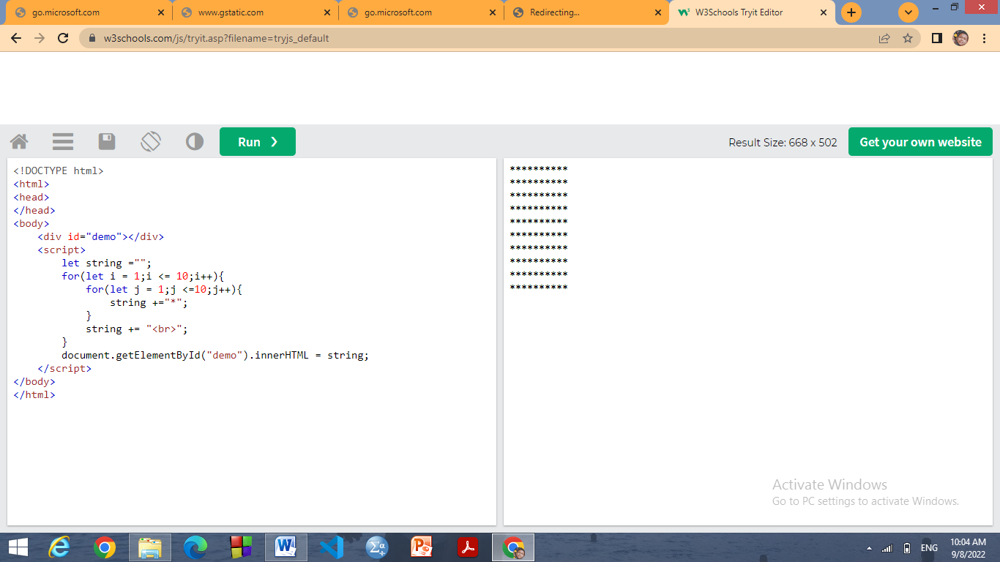 go.microsoft.com
www.gstatic.com
go.microsoft.com
Redirecting...
W3Schools Tryit Editor
w3schools.com/js/tryit.asp?filename=tryjs_default
Run ❯
Result Size: 668 x 502
Get your own website
<!DOCTYPE html>
<html>
<head>
</head>
<body>
    <div id="demo"></div>
    <script>
        let string ="";
        for(let i = 1;i <= 10;i++){
            for(let j = 1;j <=10;j++){
                string +="*";
            }
            string += "<br>";
        }
        document.getElementById("demo").innerHTML = string;
    </script>
</body>
</html>
**********
**********
**********
**********
**********
**********
**********
**********
**********
**********
Activate Windows
Go to PC settings to activate Windows.
ENG
10:04 AM
9/8/2022